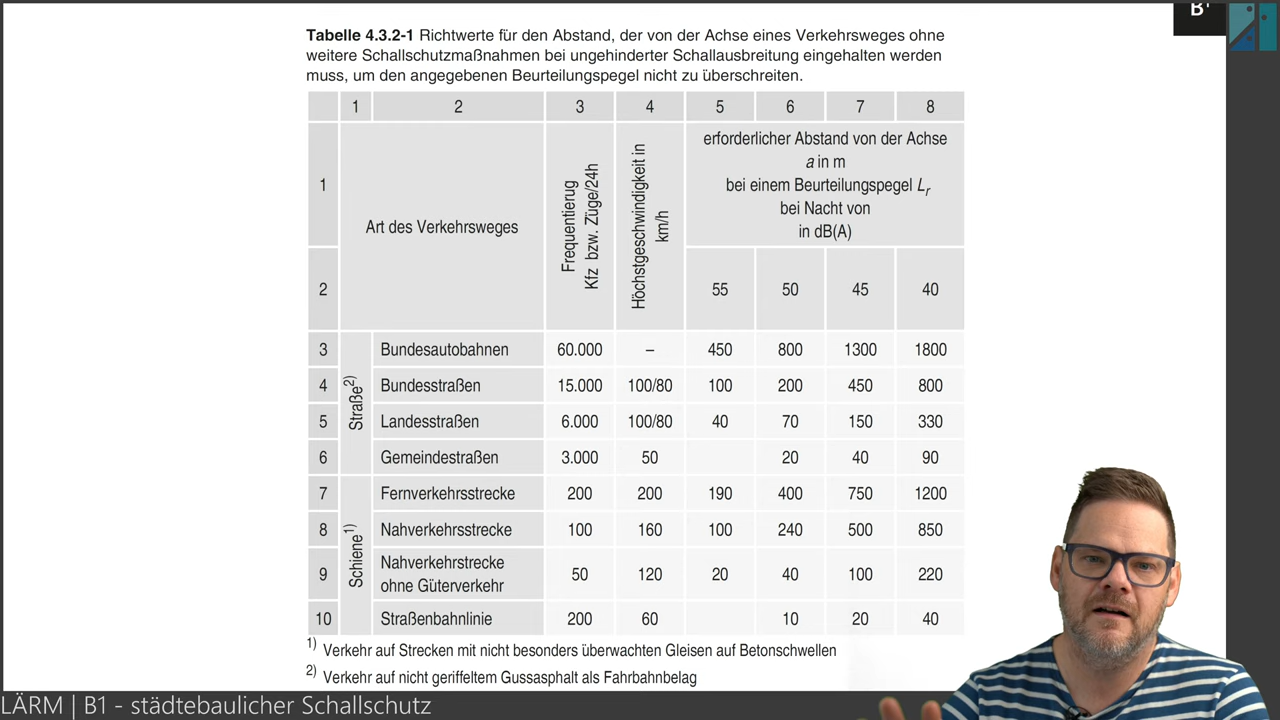 B¹
Tabelle 4.3.2-1 Richtwerte für den Abstand, der von der Achse eines Verkehrsweges ohne
weitere Schallschutzmaßnahmen bei ungehinderter Schallausbreitung eingehalten werden
muss, um den angegebenen Beurteilungspegel nicht zu überschreiten.
1 2 3 4 5 6 7 8
1
2
Art des Verkehrsweges
Frequentierug
Kfz bzw. Züge/24h
Höchstgeschwindigkeit in
km/h
erforderlicher Abstand von der Achse
a in m
bei einem Beurteilungspegel Lr
bei Nacht von
in dB(A)
55 50 45 40
Straße2)
3 Bundesautobahnen 60.000 – 450 800 1300 1800
4 Bundesstraßen 15.000 100/80 100 200 450 800
5 Landesstraßen 6.000 100/80 40 70 150 330
6 Gemeindestraßen 3.000 50 20 40 90
Schiene1)
7 Fernverkehrsstrecke 200 200 190 400 750 1200
8 Nahverkehrsstrecke 100 160 100 240 500 850
9 Nahverkehrstrecke
ohne Güterverkehr 50 120 20 40 100 220
10 Straßenbahnlinie 200 60 10 20 40
1) Verkehr auf Strecken mit nicht besonders überwachten Gleisen auf Betonschwellen
2) Verkehr auf nicht geriffeltem Gussasphalt als Fahrbahnbelag
LÄRM | B1 - städtebaulicher Schallschutz